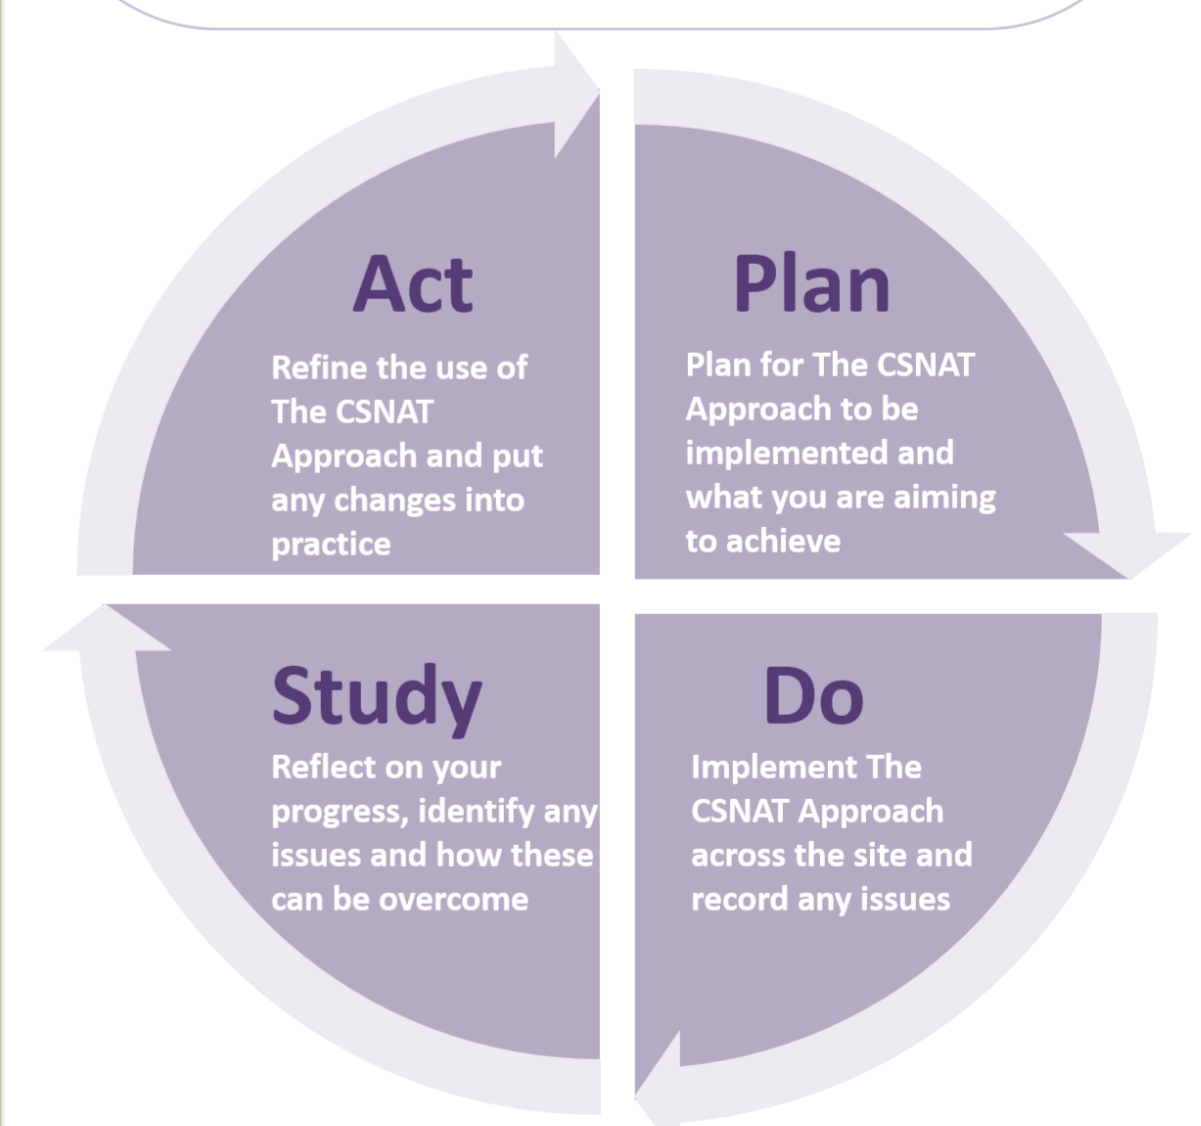 Act
Refine the use of
The CSNAT
Approach and put
any changes into
practice
Plan
Plan for The CSNAT
Approach to be
implemented and
what you are aiming
to achieve
Study
Reflect on your
progress, identify any
issues and how these
can be overcome
Do
Implement The
CSNAT Approach
across the site and
record any issues